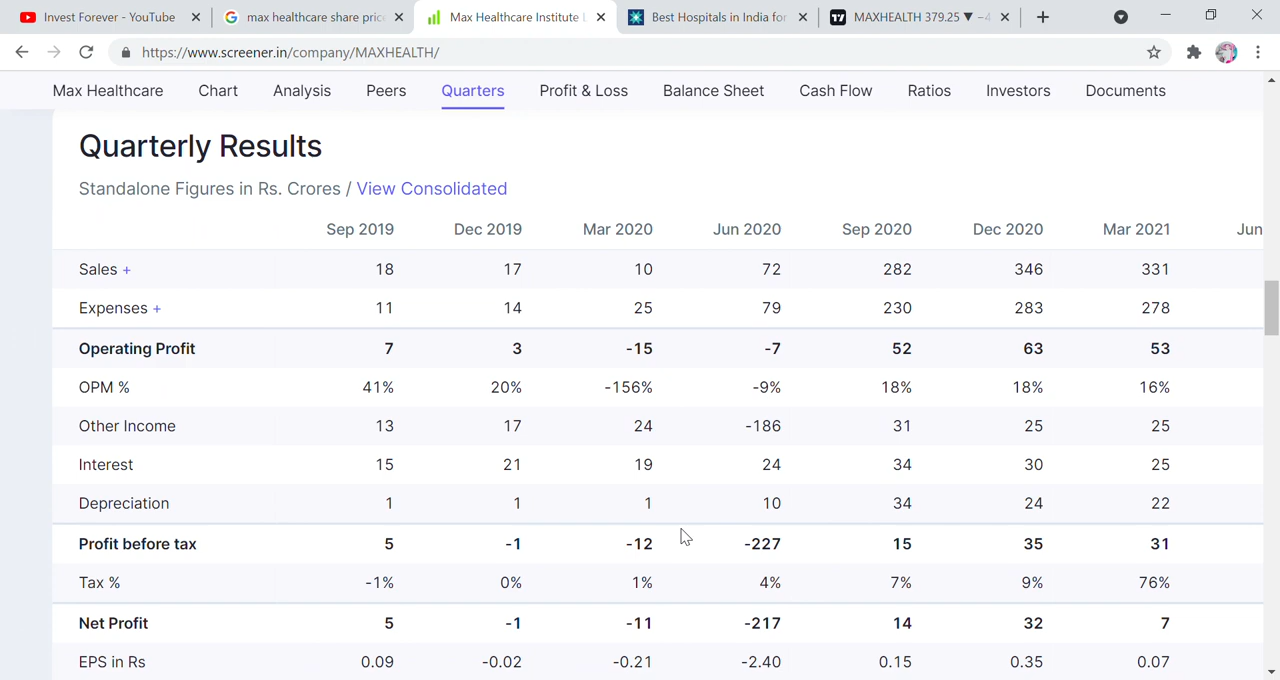 Invest Forever - YouTube
max healthcare share price
Max Healthcare Institute L
Best Hospitals in India for
MAXHEALTH 379.25 ▼ −4
https://www.screener.in/company/MAXHEALTH/
Max Healthcare Chart Analysis Peers Quarters Profit & Loss Balance Sheet Cash Flow Ratios Investors Documents
Quarterly Results
Standalone Figures in Rs. Crores / View Consolidated
Sep 2019 Dec 2019 Mar 2020 Jun 2020 Sep 2020 Dec 2020 Mar 2021 Jun
Sales + 18 17 10 72 282 346 331
Expenses + 11 14 25 79 230 283 278
Operating Profit 7 3 -15 -7 52 63 53
OPM % 41% 20% -156% -9% 18% 18% 16%
Other Income 13 17 24 -186 31 25 25
Interest 15 21 19 24 34 30 25
Depreciation 1 1 1 10 34 24 22
Profit before tax 5 -1 -12 -227 15 35 31
Tax % -1% 0% 1% 4% 7% 9% 76%
Net Profit 5 -1 -11 -217 14 32 7
EPS in Rs 0.09 -0.02 -0.21 -2.40 0.15 0.35 0.07